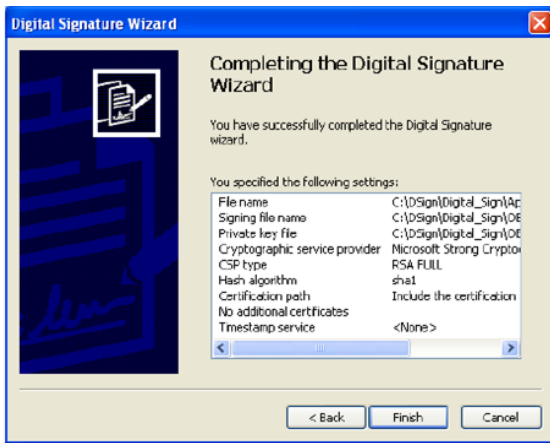 Digital Signature Wizard
Completing the Digital Signature
Wizard
You have successfully completed the Digital Signature
wizard.
You specified the following settings:
File name C:\DSign\Digital_Sign\Ap
Signing file name C:\DSign\Digital_Sign\OE
Private key file C:\DSign\Digital_Sign\OE
Cryptographic service provider Microsoft Strong Crypto
CSP type RSA FULL
Hash algorithm sha1
Certification path Include the certification
No additional certificates
Timestamp service <None>
< Back Finish Cancel